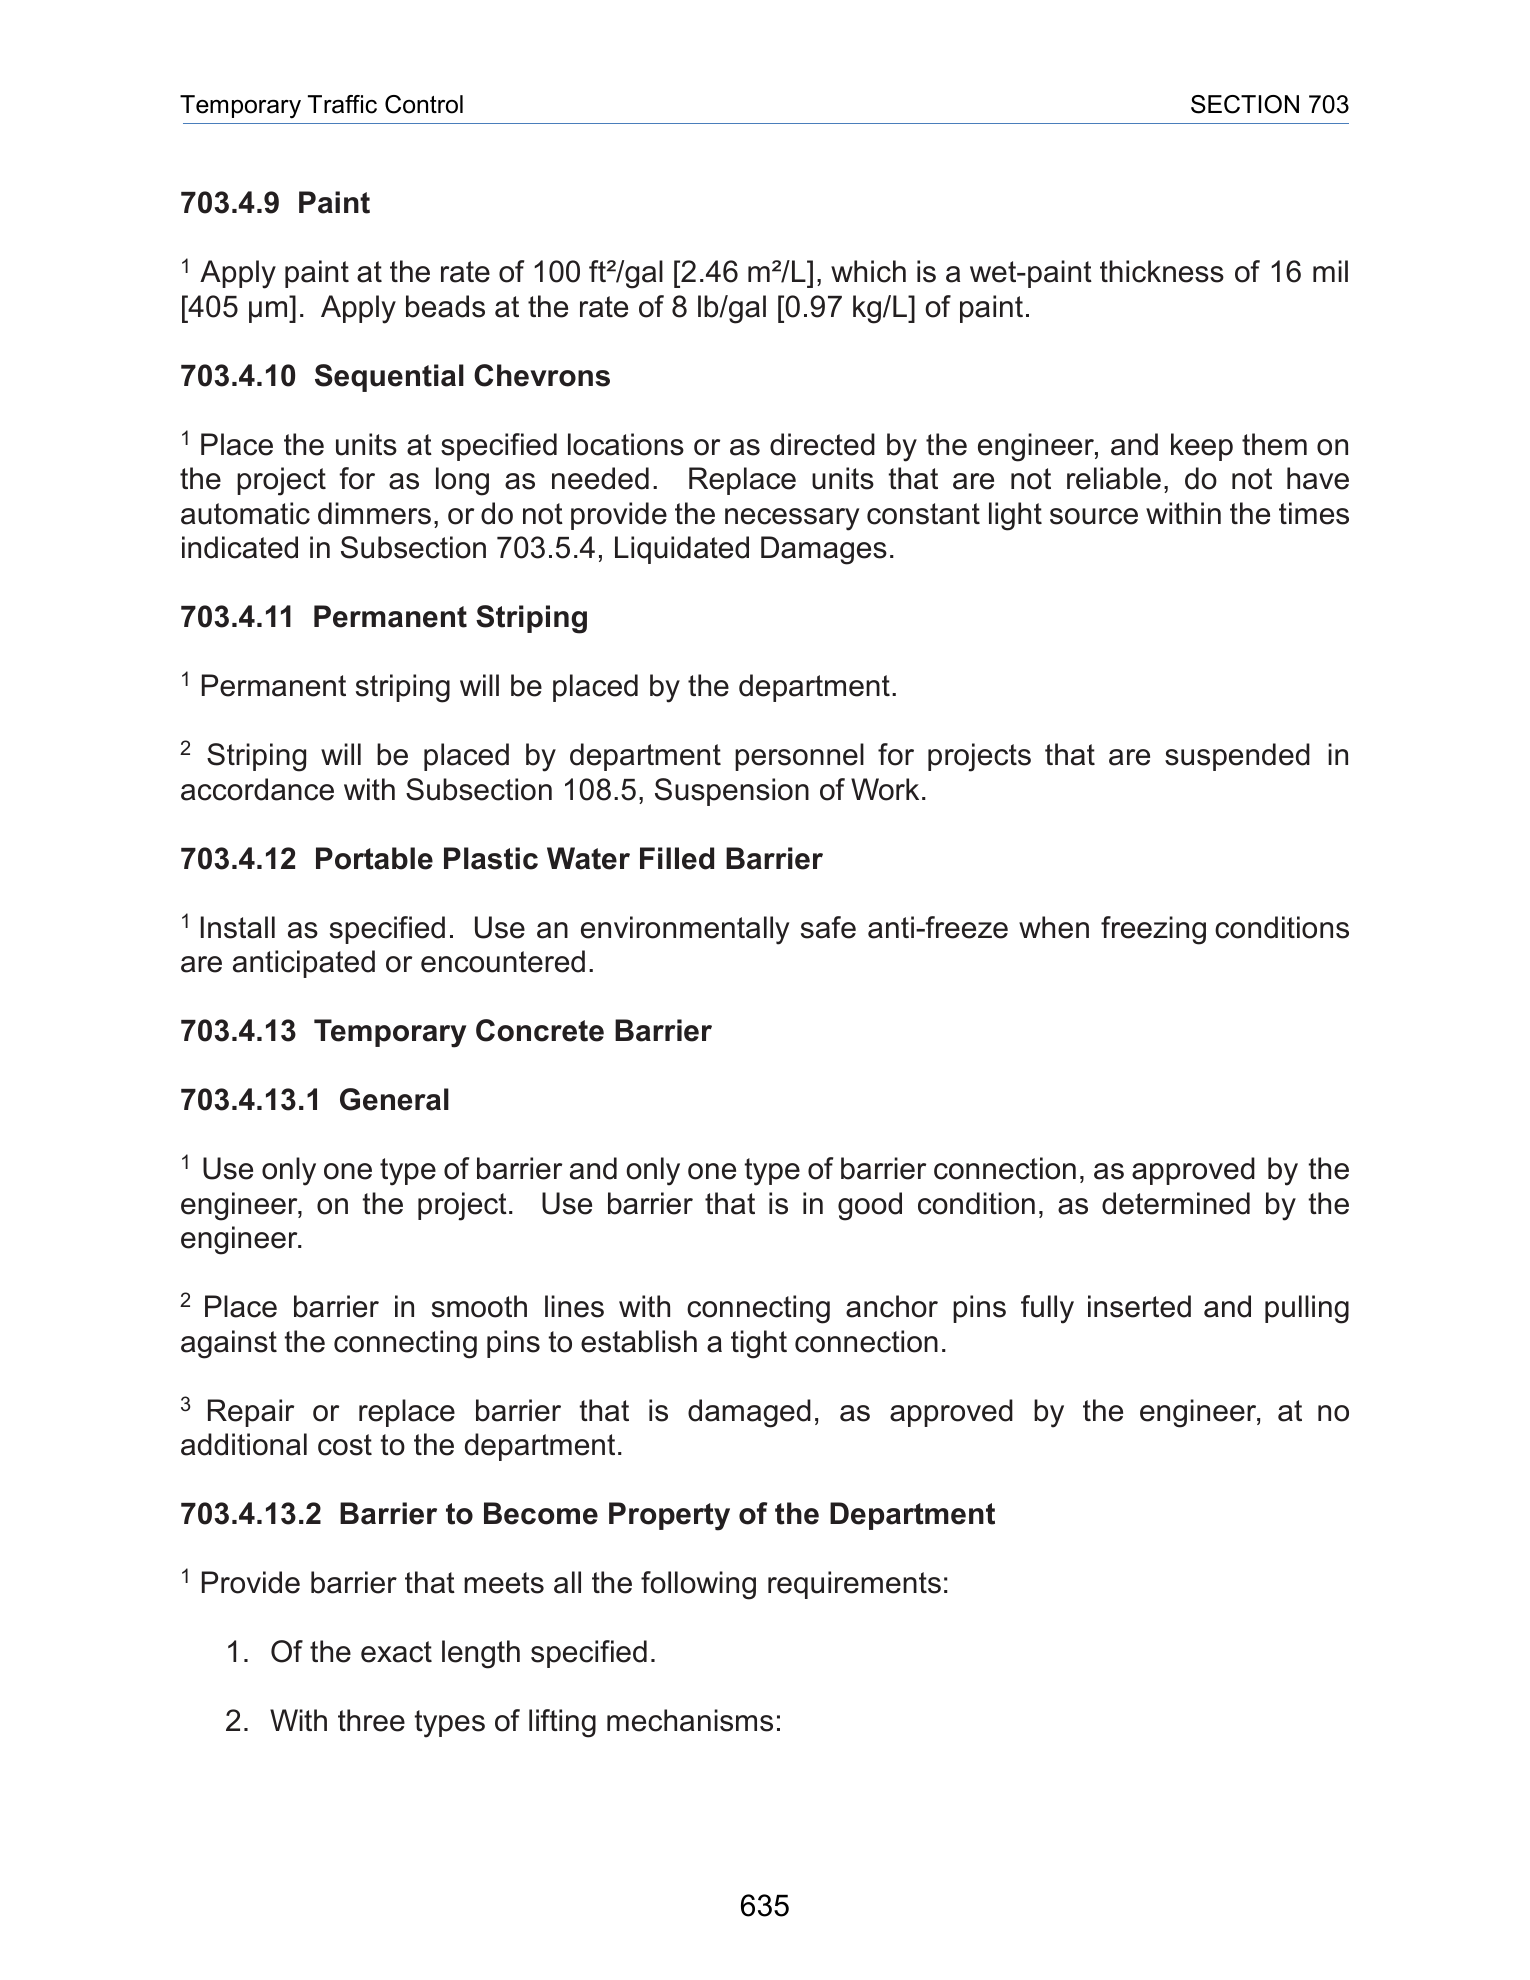 Temporary Traffic Control SECTION 703
703.4.9 Paint
1 Apply paint at the rate of 100 ft²/gal [2.46 m²/L], which is a wet-paint thickness of 16 mil
[405 μm]. Apply beads at the rate of 8 lb/gal [0.97 kg/L] of paint.
703.4.10 Sequential Chevrons
1 Place the units at specified locations or as directed by the engineer, and keep them on
the project for as long as needed. Replace units that are not reliable, do not have
automatic dimmers, or do not provide the necessary constant light source within the times
indicated in Subsection 703.5.4, Liquidated Damages.
703.4.11 Permanent Striping
1 Permanent striping will be placed by the department.
2 Striping will be placed by department personnel for projects that are suspended in
accordance with Subsection 108.5, Suspension of Work.
703.4.12 Portable Plastic Water Filled Barrier
1 Install as specified. Use an environmentally safe anti-freeze when freezing conditions
are anticipated or encountered.
703.4.13 Temporary Concrete Barrier
703.4.13.1 General
1 Use only one type of barrier and only one type of barrier connection, as approved by the
engineer, on the project. Use barrier that is in good condition, as determined by the
engineer.
2 Place barrier in smooth lines with connecting anchor pins fully inserted and pulling
against the connecting pins to establish a tight connection.
3 Repair or replace barrier that is damaged, as approved by the engineer, at no
additional cost to the department.
703.4.13.2 Barrier to Become Property of the Department
1 Provide barrier that meets all the following requirements:
1. Of the exact length specified.
2. With three types of lifting mechanisms:
635